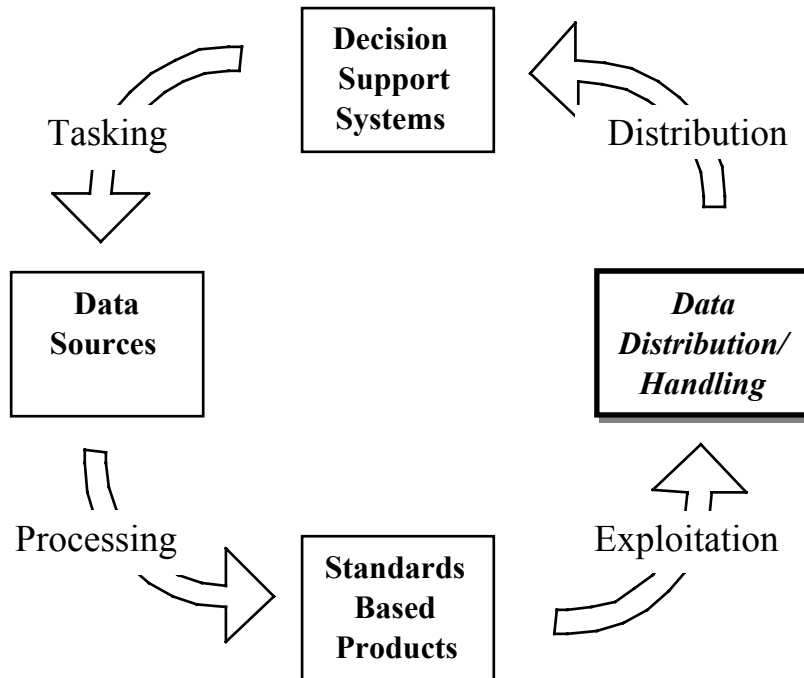 Decision
Support
Systems
Tasking
Distribution
Data
Sources
Data
Distribution/
Handling
Processing
Exploitation
Standards
Based
Products